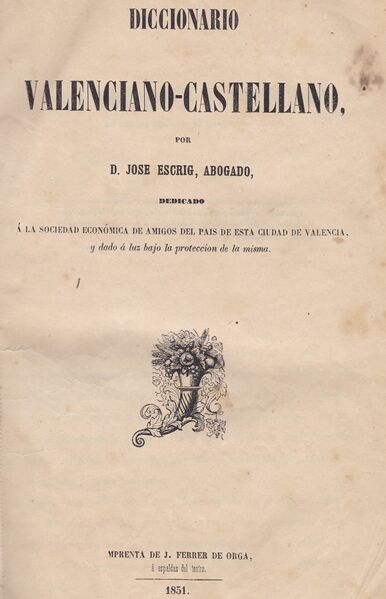 DICCIONARIO
VALENCIANO-CASTELLANO,
POR
D. JOSE ESCRIG, ABOGADO,
DEDICADO
Á LA SOCIEDAD ECONÓMICA DE AMIGOS DEL PAIS DE ESTA CIUDAD DE VALENCIA,
y dado á luz bajo la proteccion de la misma.
MPRENTA DE J. FERRER DE ORGA,
á espaldas del teatro.
1851.